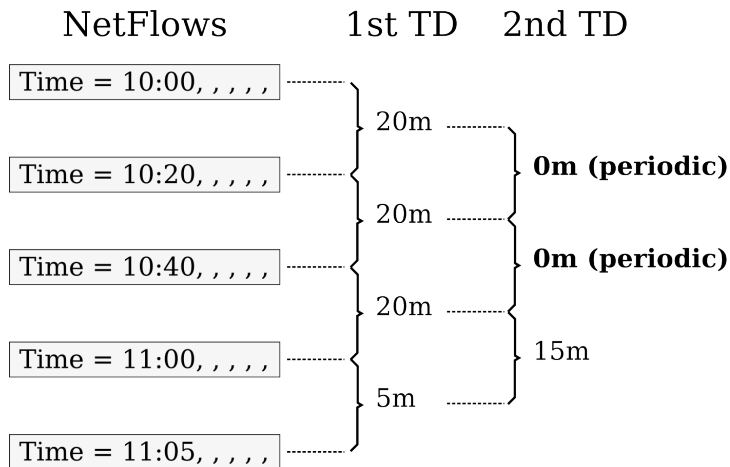 NetFlows 1st TD 2nd TD
Time = 10:00, , , , ,
20m
0m (periodic)
Time = 10:20, , , , ,
20m
0m (periodic)
Time = 10:40, , , , ,
20m
15m
Time = 11:00, , , , ,
5m
Time = 11:05, , , , ,